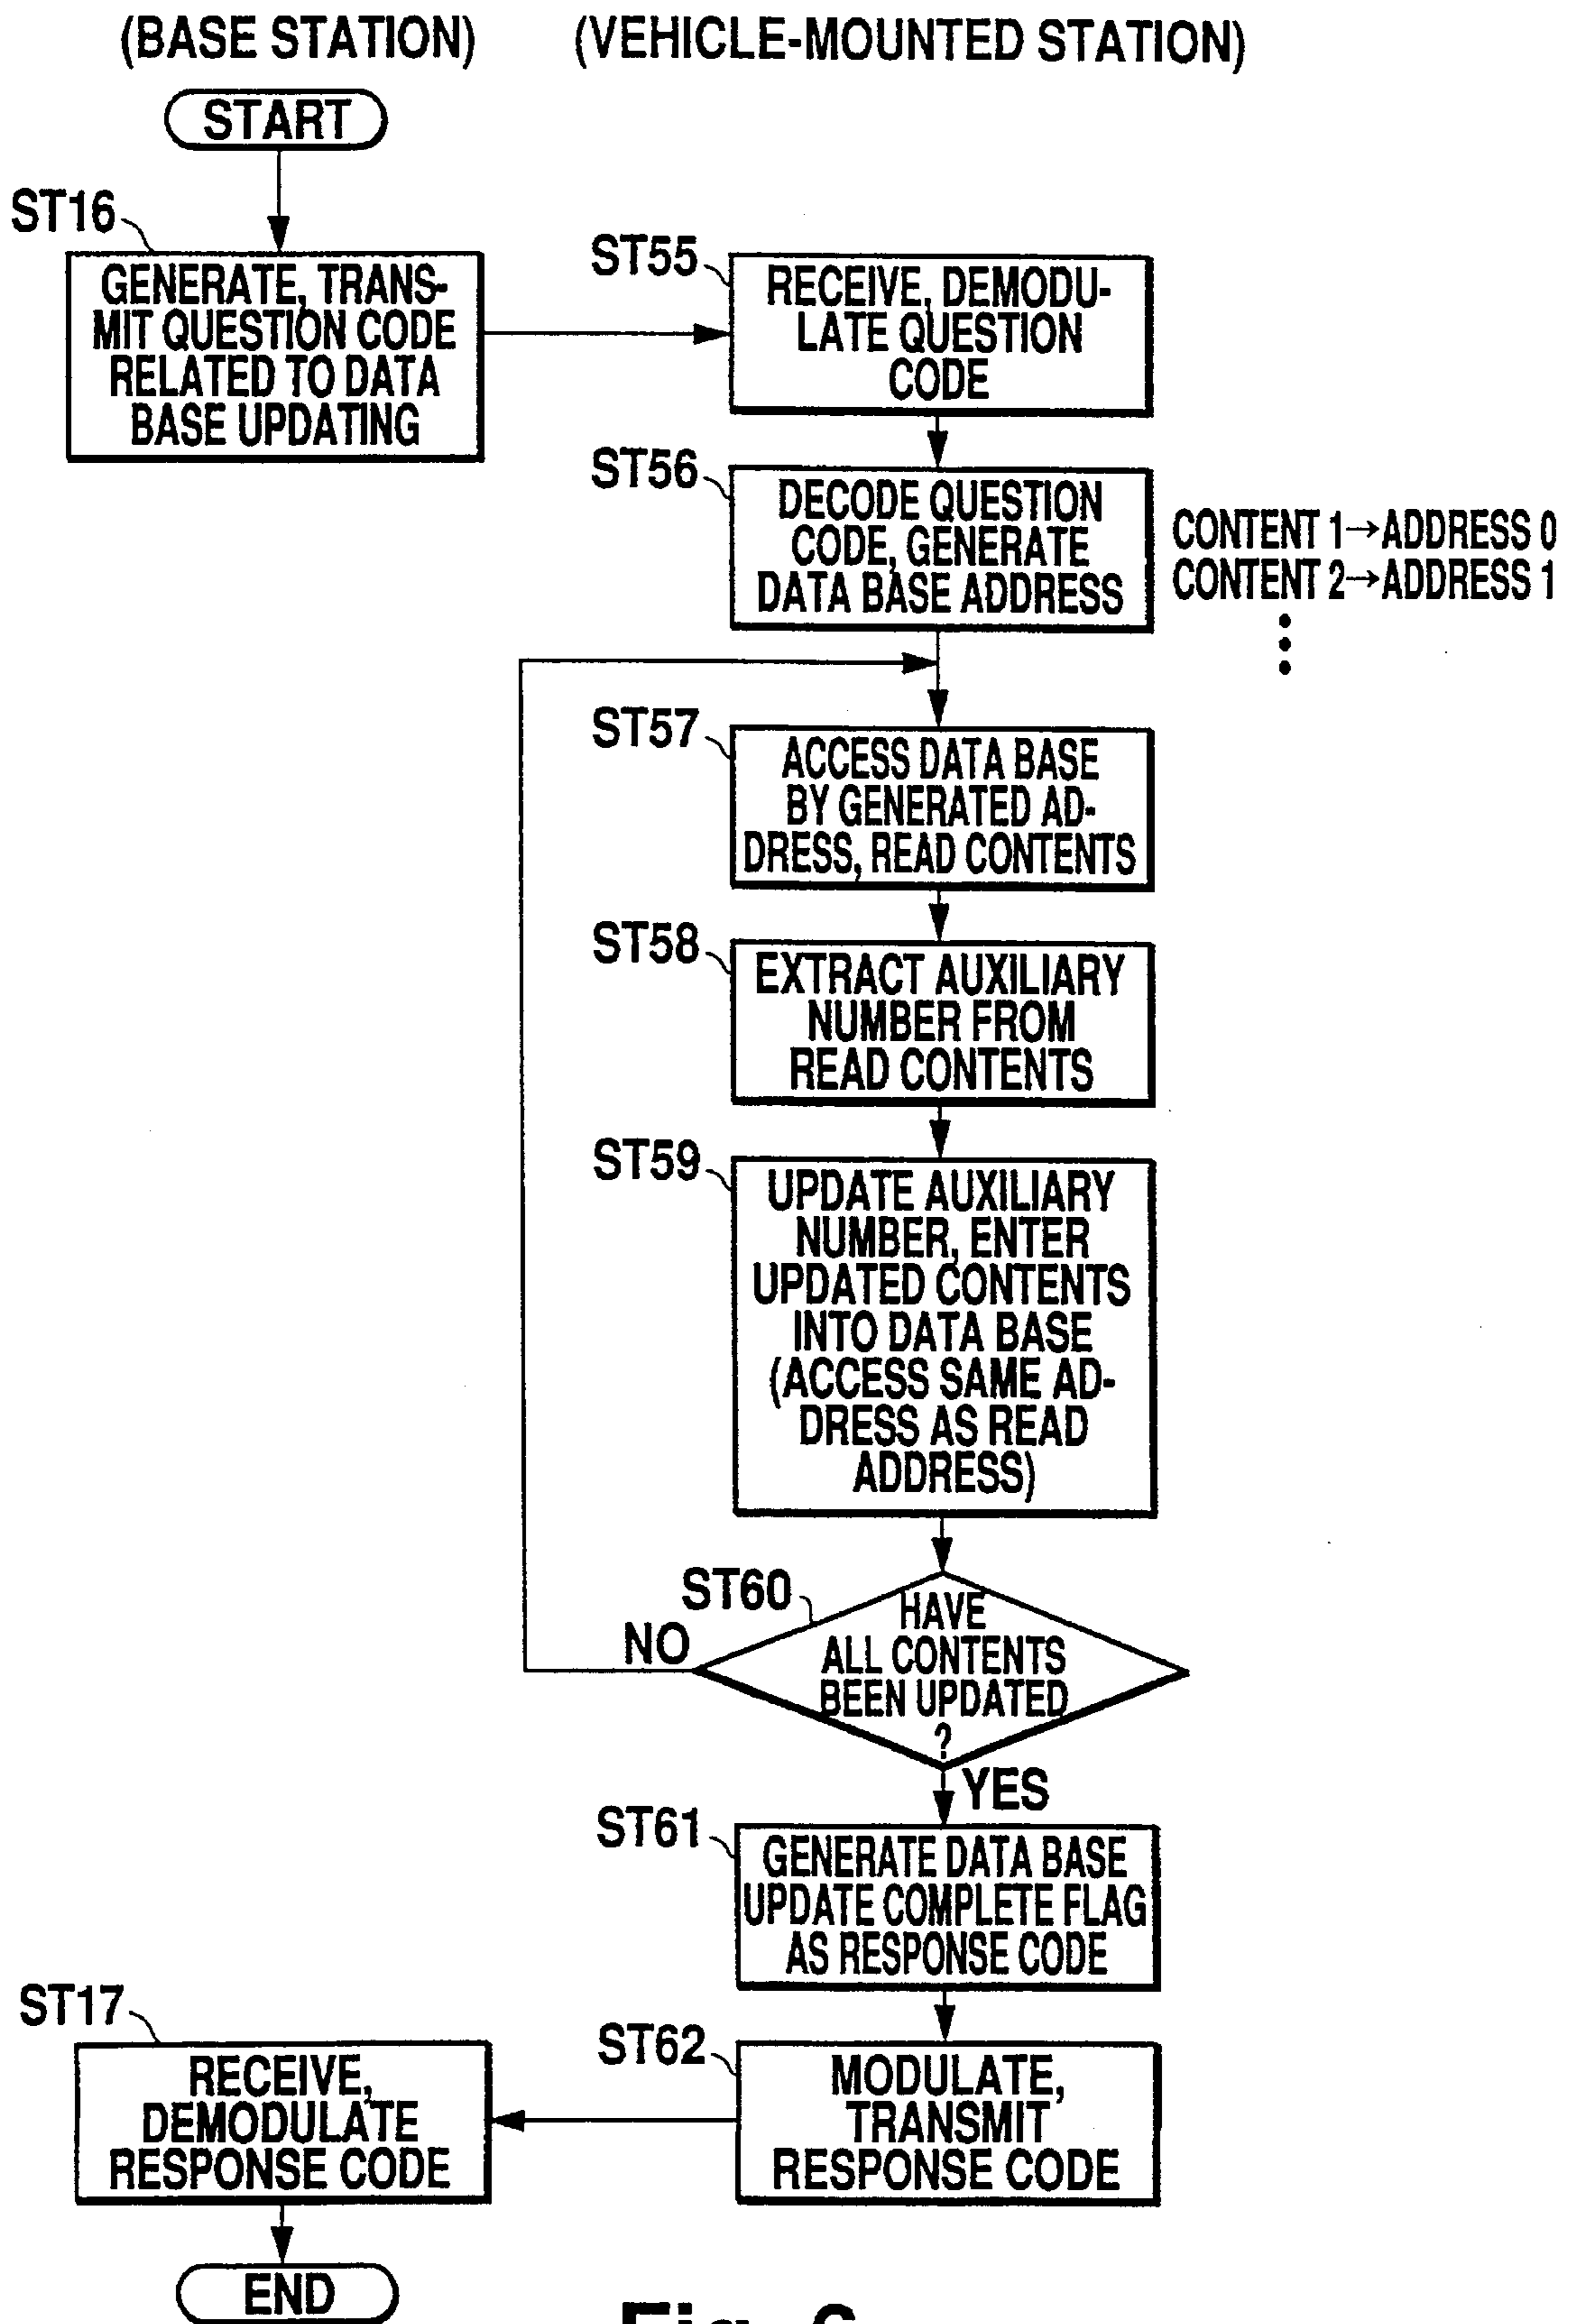 (BASE STATION)
(VEHICLE-MOUNTED STATION)
START
ST16
GENERATE, TRANS-
MIT QUESTION CODE
RELATED TO DATA
BASE UPDATING
ST55
RECEIVE, DEMODU-
LATE QUESTION
CODE
ST56
DECODE QUESTION
CODE, GENERATE
DATA BASE ADDRESS
CONTENT 1→ADDRESS 0
CONTENT 2→ADDRESS 1
ST57
ACCESS DATA BASE
BY GENERATED AD-
DRESS, READ CONTENTS
ST58
EXTRACT AUXILIARY
NUMBER FROM
READ CONTENTS
ST59
UPDATE AUXILIARY
NUMBER, ENTER
UPDATED CONTENTS
INTO DATA BASE
(ACCESS SAME AD-
DRESS AS READ
ADDRESS)
ST60
HAVE
ALL CONTENTS
BEEN UPDATED
?
NO
YES
ST61
GENERATE DATA BASE
UPDATE COMPLETE FLAG
AS RESPONSE CODE
ST62
MODULATE,
TRANSMIT
RESPONSE CODE
ST17
RECEIVE,
DEMODULATE
RESPONSE CODE
END
Fig.